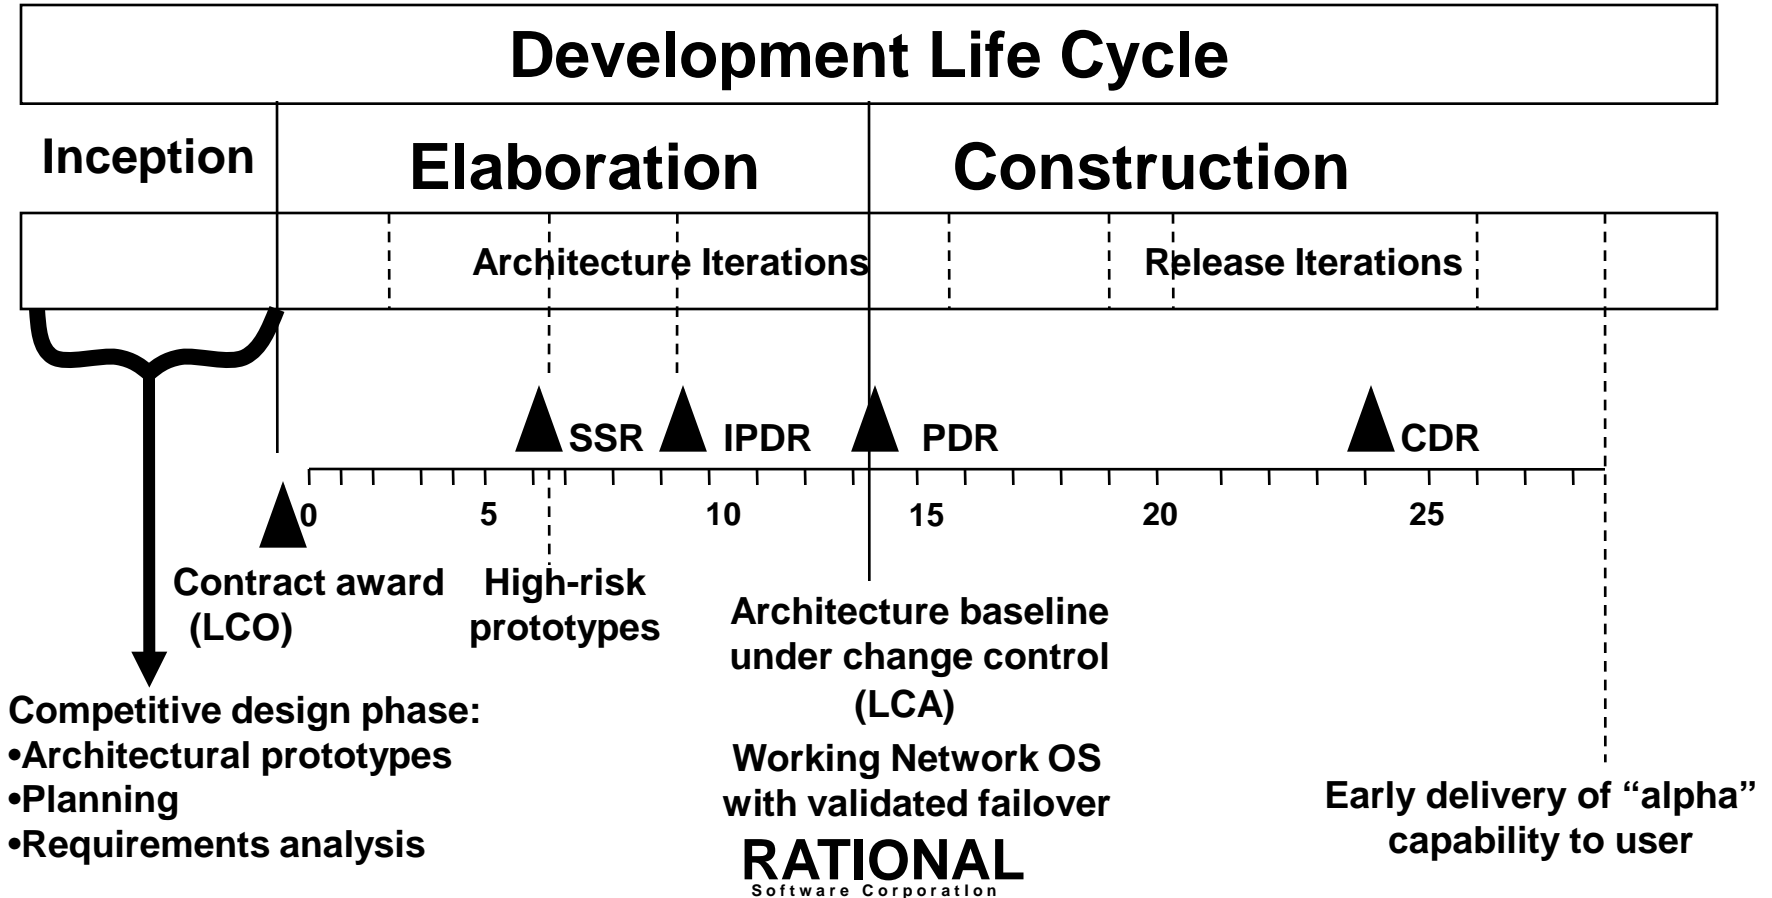 Development Life Cycle
Inception
Elaboration
Construction
Architecture Iterations
Release Iterations
SSR
IPDR
PDR
CDR
0
5
10
15
20
25
Contract award
(LCO)
High-risk
prototypes
Architecture baseline
under change control
(LCA)
Working Network OS
with validated failover
Competitive design phase:
•Architectural prototypes
•Planning
•Requirements analysis
Early delivery of “alpha”
capability to user
RATIONAL
Software Corporation